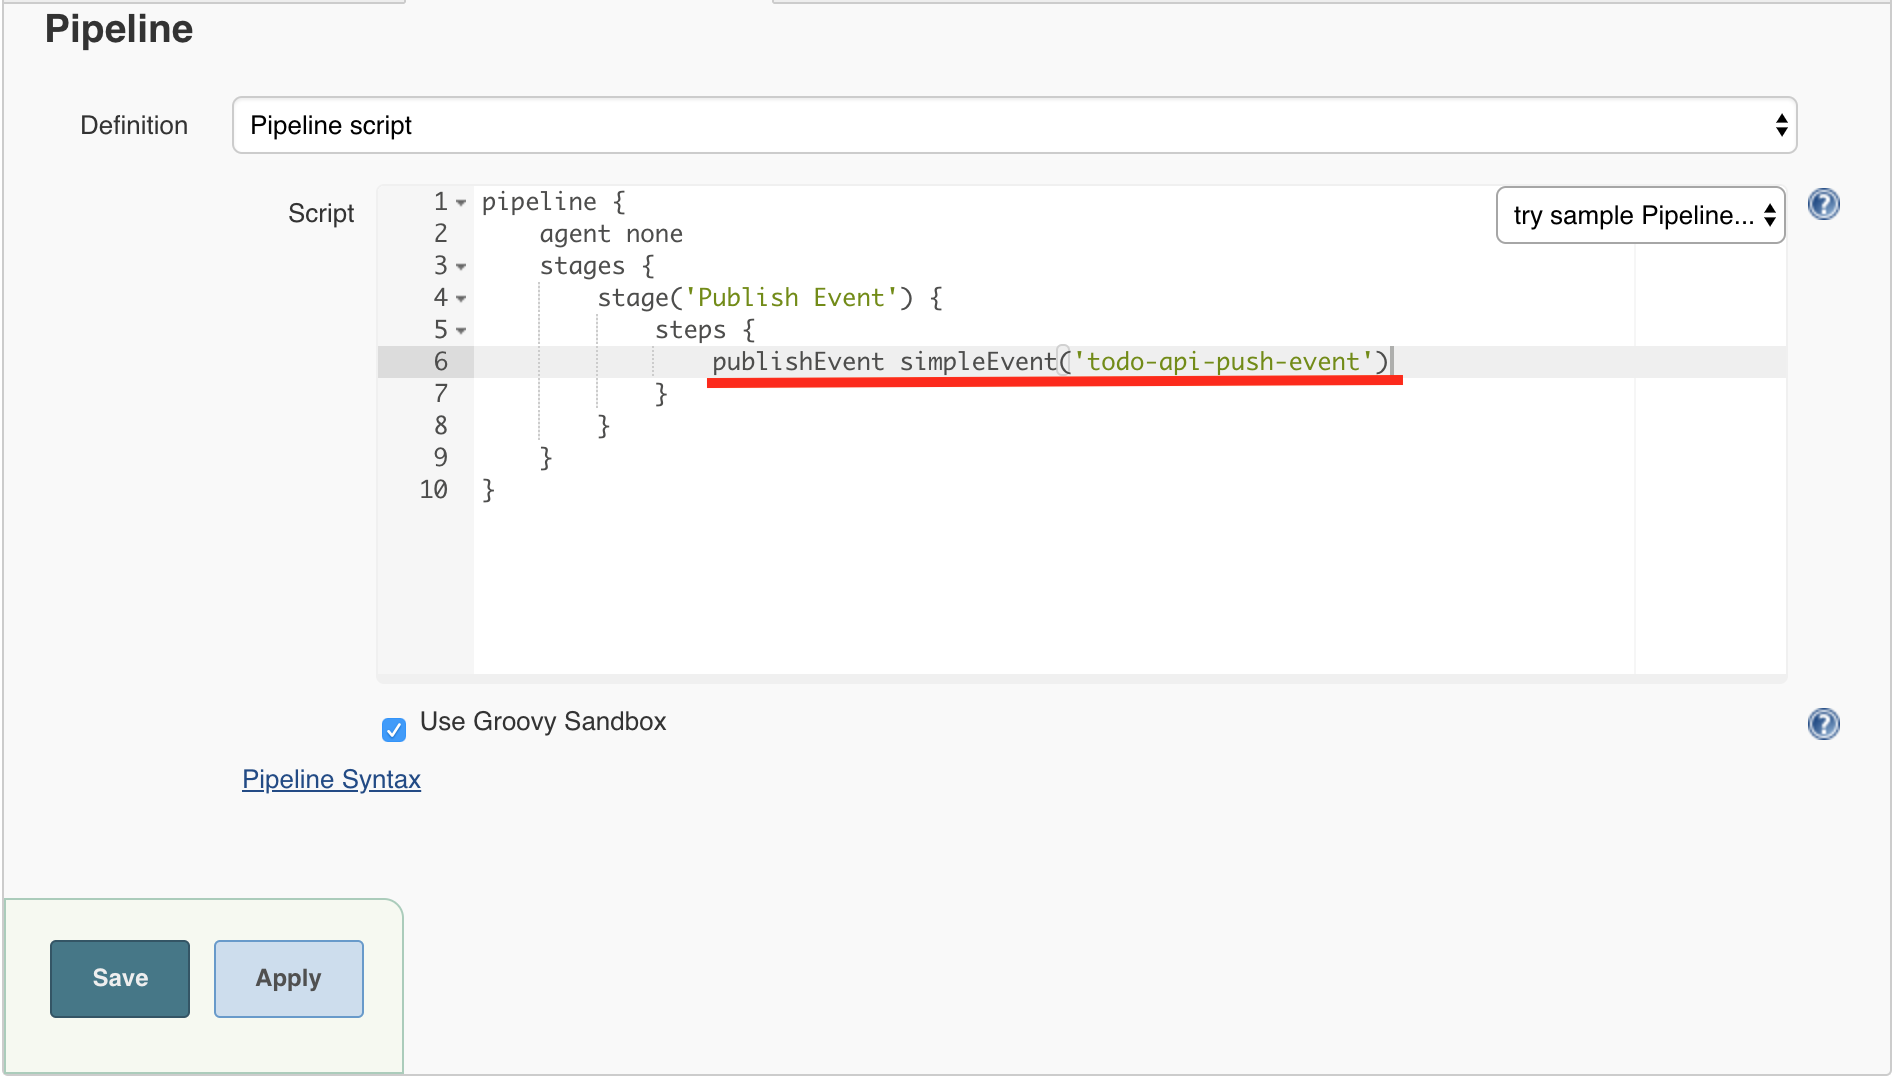 Pipeline
Definition
Pipeline script
Script
try sample Pipeline...
1 pipeline {
2     agent none
3     stages {
4         stage('Publish Event') {
5             steps {
6                 publishEvent simpleEvent('todo-api-push-event')
7             }
8         }
9     }
10 }
Use Groovy Sandbox
Pipeline Syntax
Save
Apply